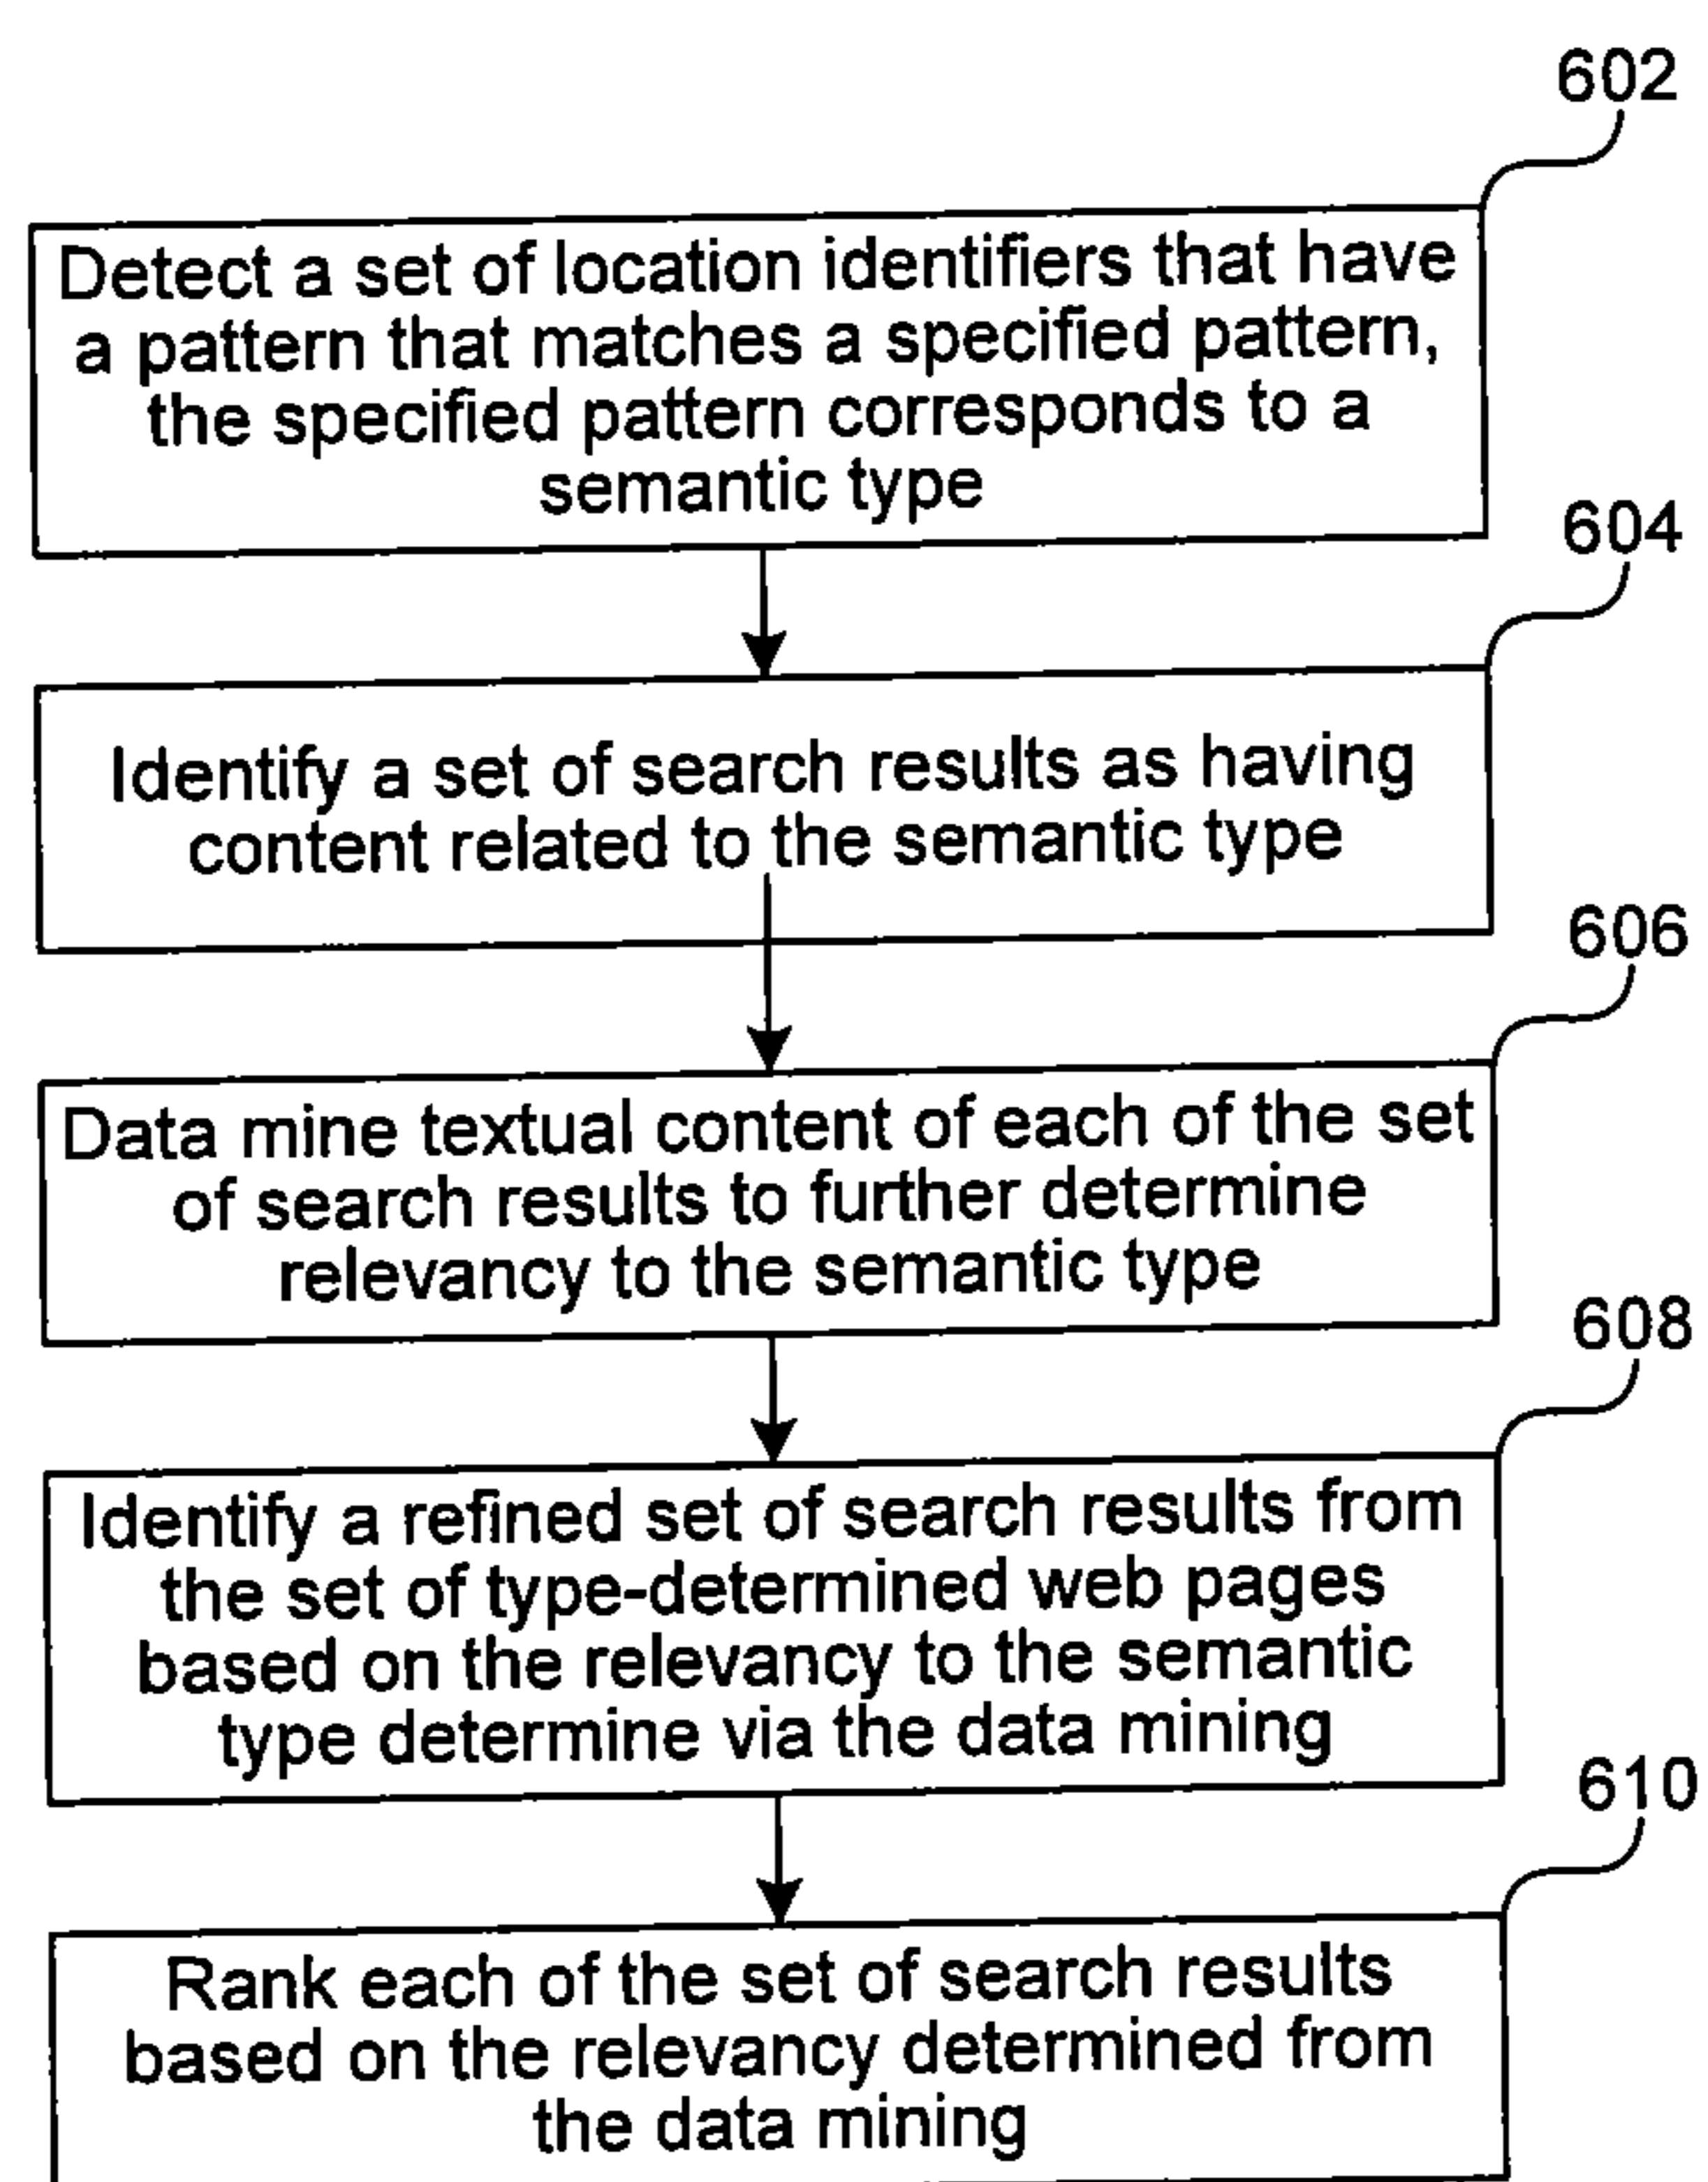 602
Detect a set of location identifiers that have
a pattern that matches a specified pattern,
the specified pattern corresponds to a
semantic type
604
Identify a set of search results as having
content related to the semantic type
606
Data mine textual content of each of the set
of search results to further determine
relevancy to the semantic type
608
Identify a refined set of search results from
the set of type-determined web pages
based on the relevancy to the semantic
type determine via the data mining
610
Rank each of the set of search results
based on the relevancy determined from
the data mining